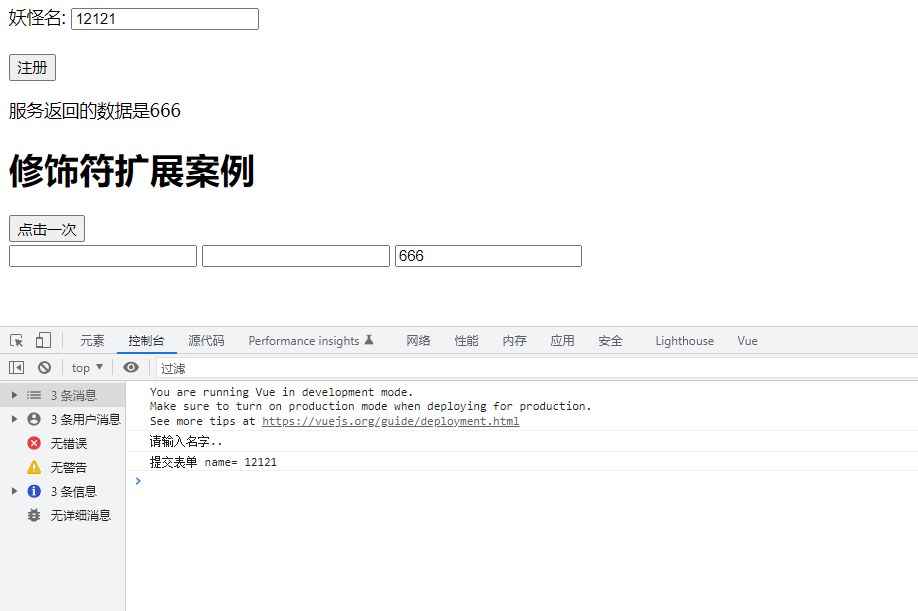 妖怪名: 12121
注册
服务返回的数据是666
修饰符扩展案例
点击一次
666
元素 控制台 源代码 Performance insights 网络 性能 内存 应用 安全 Lighthouse Vue
top ▼ 过滤
3 条消息
3 条用户消息
无错误
无警告
3 条信息
无详细消息
You are running Vue in development mode.
Make sure to turn on production mode when deploying for production.
See more tips at https://vuejs.org/guide/deployment.html
请输入名字..
提交表单 name= 12121